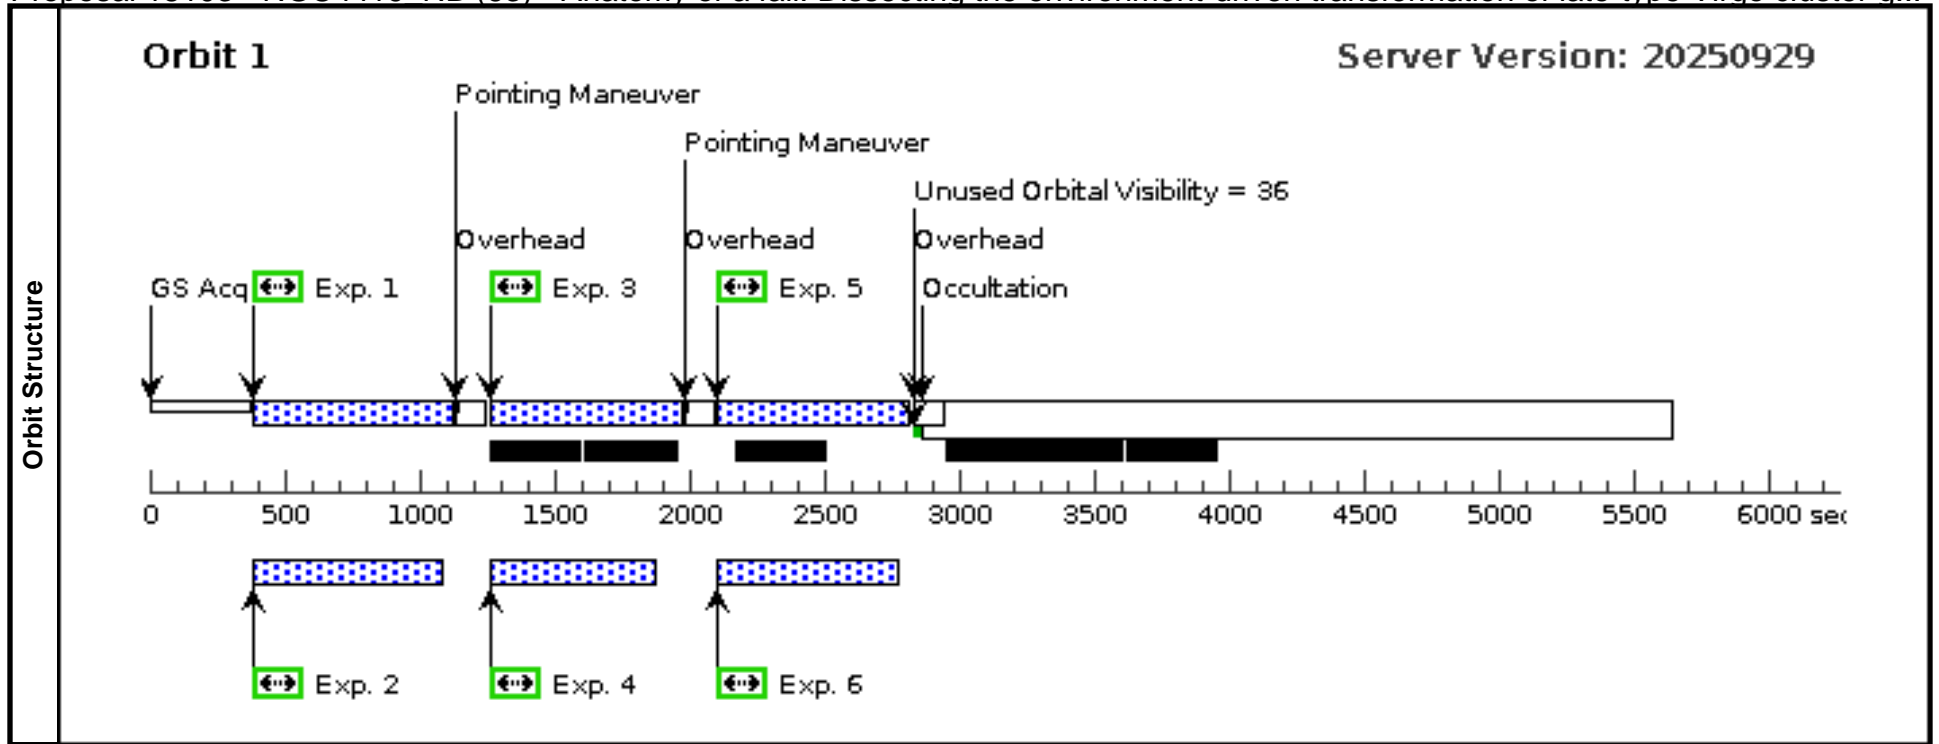 Orbit 1
Server Version: 20250929
Pointing Maneuver
Pointing Maneuver
Unused Orbital Visibility = 36
Overhead
Overhead
Overhead
GS Acq
Exp. 1
Exp. 3
Exp. 5
Occultation
Orbit Structure
0
500
1000
1500
2000
2500
3000
3500
4000
4500
5000
5500
6000
Exp. 2
Exp. 4
Exp. 6